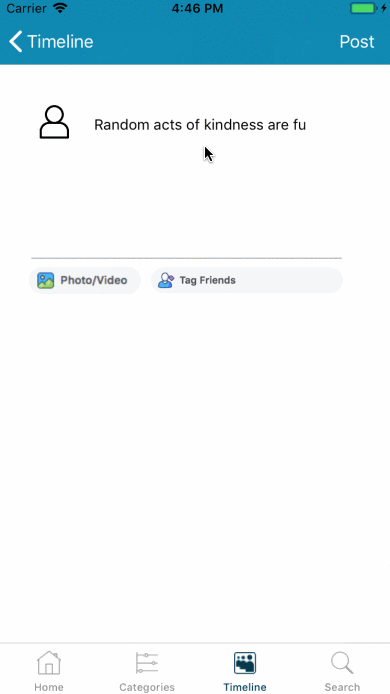 Carrier 4:46 PM
Timeline Post
Random acts of kindness are fu
Photo/Video Tag Friends
Home Categories Timeline Search